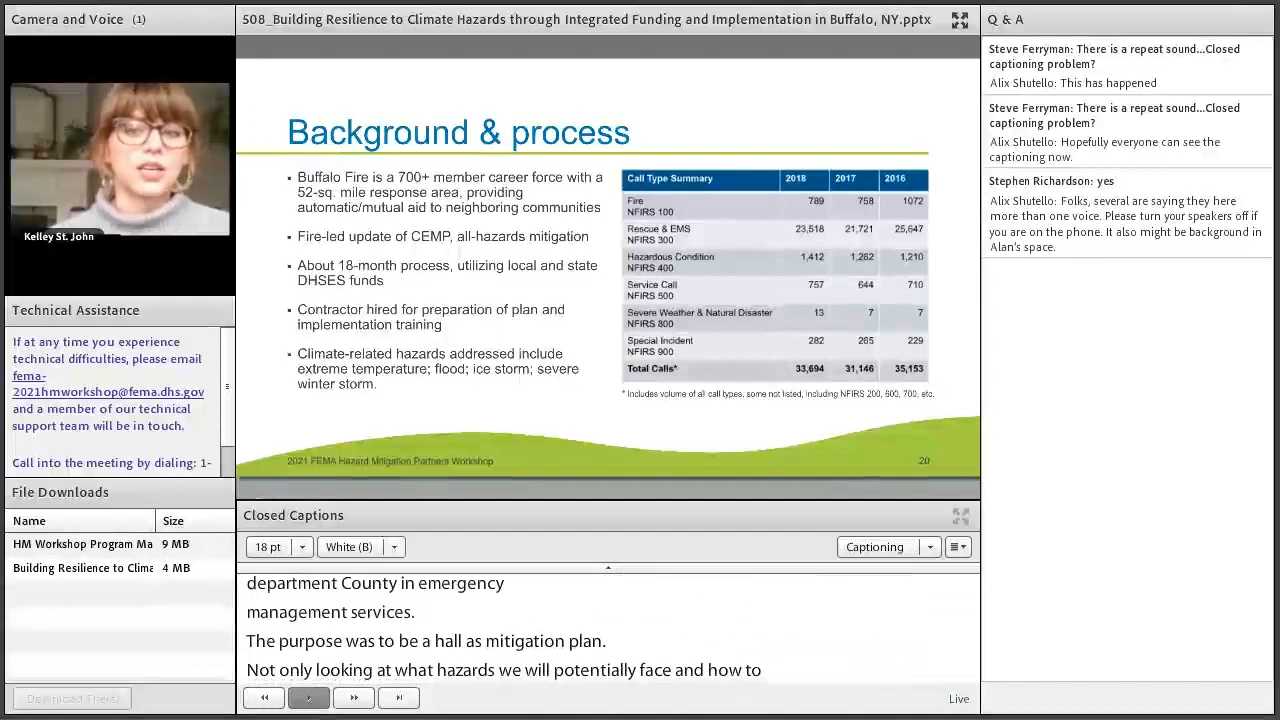 Camera and Voice (1)
Kelley St. John
Technical Assistance
If at any time you experience
technical difficulties, please email
fema-
2021hmworkshop@fema.dhs.gov
and a member of our technical
support team will be in touch.
Call into the meeting by dialing: 1-
File Downloads
Name Size
HM Workshop Program Ma 9 MB
Building Resilience to Clima 4 MB
Download File(s)
508_Building Resilience to Climate Hazards through Integrated Funding and Implementation in Buffalo, NY.pptx
Background & process
▪ Buffalo Fire is a 700+ member career force with a
52-sq. mile response area, providing
automatic/mutual aid to neighboring communities
▪ Fire-led update of CEMP, all-hazards mitigation
▪ About 18-month process, utilizing local and state
DHSES funds
▪ Contractor hired for preparation of plan and
implementation training
▪ Climate-related hazards addressed include
extreme temperature; flood; ice storm; severe
winter storm.
Call Type Summary 2018 2017 2016
Fire 789 758 1072
NFIRS 100
Rescue & EMS 23,518 21,721 25,647
NFIRS 300
Hazardous Condition 1,412 1,262 1,210
NFIRS 400
Service Call 757 644 710
NFIRS 500
Severe Weather & Natural Disaster 13 7 7
NFIRS 800
Special Incident 282 265 229
NFIRS 900
Total Calls* 33,694 31,146 35,153
* Includes volume of all call types, some not listed, including NFIRS 200, 600, 700, etc.
2021 FEMA Hazard Mitigation Partners Workshop 20
Closed Captions
18 pt White (B) Captioning
department County in emergency
management services.
The purpose was to be a hall as mitigation plan.
Not only looking at what hazards we will potentially face and how to
Live
Q & A
Steve Ferryman: There is a repeat sound...Closed
captioning problem?
Alix Shutello: This has happened
Steve Ferryman: There is a repeat sound...Closed
captioning problem?
Alix Shutello: Hopefully everyone can see the
captioning now.
Stephen Richardson: yes
Alix Shutello: Folks, several are saying they here
more than one voice. Please turn your speakers off if
you are on the phone. It also might be background in
Alan's space.